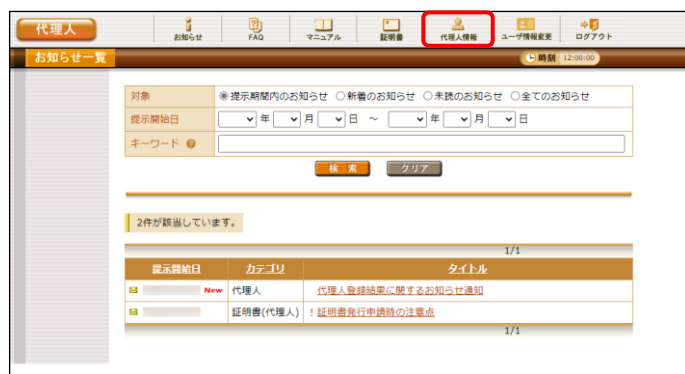 代理人 お知らせ FAQ マニュアル 証明書 代理人情報 ユーザ情報変更 ログアウト
お知らせ一覧 時刻 12:00:00
対象 提示期間内のお知らせ 新着のお知らせ 未読のお知らせ 全てのお知らせ
提示開始日 年 月 日 ～ 年 月 日
キーワード ?
検索 クリア
2件が該当しています。
1/1
提示開始日 カテゴリ タイトル
New 代理人 代理人登録結果に関するお知らせ通知
証明書(代理人) ! 証明書発行申請時の注意点
1/1